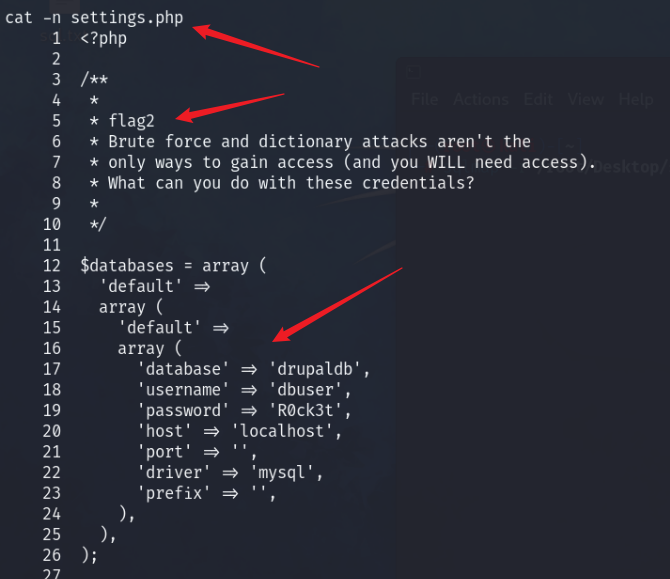 cat -n settings.php
1 <?php
2
3 /**
4 *
5 * flag2
6 * Brute force and dictionary attacks aren't the
7 * only ways to gain access (and you WILL need access).
8 * What can you do with these credentials?
9 *
10 */
11
12 $databases = array (
13 'default' =>
14 array (
15 'default' =>
16 array (
17 'database' => 'drupaldb',
18 'username' => 'dbuser',
19 'password' => 'R0ck3t',
20 'host' => 'localhost',
21 'port' => '',
22 'driver' => 'mysql',
23 'prefix' => '',
24 ),
25 ),
26 );
27
File Actions Edit View Help